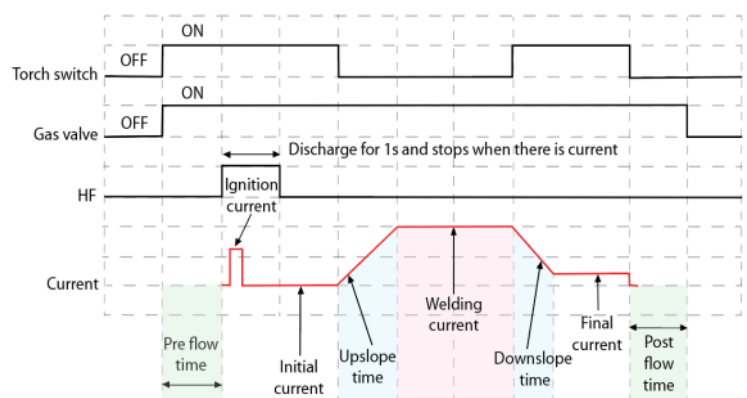 ON
OFF
Torch switch
ON
OFF
Gas valve
Discharge for 1s and stops when there is current
HF
Ignition
current
Current
Pre flow
time
Initial
current
Upslope
time
Welding
current
Downslope
time
Final
current
Post
flow
time